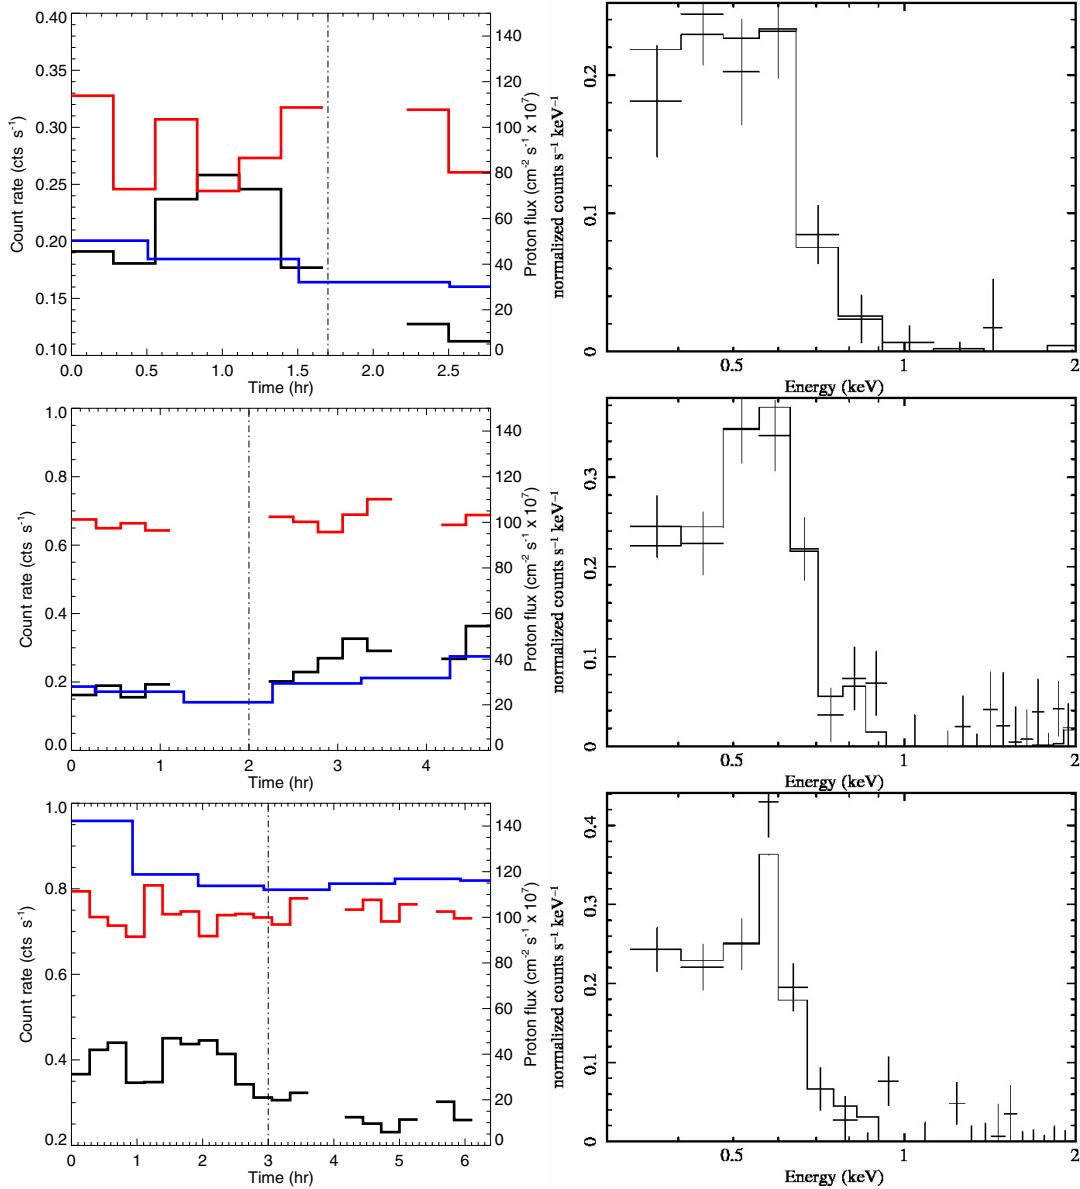 0.40
0.35
0.30
0.25
0.20
0.15
0.10
Count rate (cts s⁻¹)
140
120
100
80
60
40
20
0
Proton flux (cm⁻² s⁻¹ x 10⁷)
0.0 0.5 1.0 1.5 2.0 2.5
Time (hr)
0.2
0.1
0
normalized counts s⁻¹ keV⁻¹
0.5 1 2
Energy (keV)
1.0
0.8
0.6
0.4
0.2
0.0
Count rate (cts s⁻¹)
140
120
100
80
60
40
20
0
Proton flux (cm⁻² s⁻¹ x 10⁷)
0 1 2 3 4
Time (hr)
0.3
0.2
0.1
0
normalized counts s⁻¹ keV⁻¹
0.5 1 2
Energy (keV)
1.0
0.8
0.6
0.4
0.2
Count rate (cts s⁻¹)
140
120
100
80
60
40
20
0
Proton flux (cm⁻² s⁻¹ x 10⁷)
0 1 2 3 4 5 6
Time (hr)
0.4
0.3
0.2
0.1
0
normalized counts s⁻¹ keV⁻¹
0.5 1 2
Energy (keV)